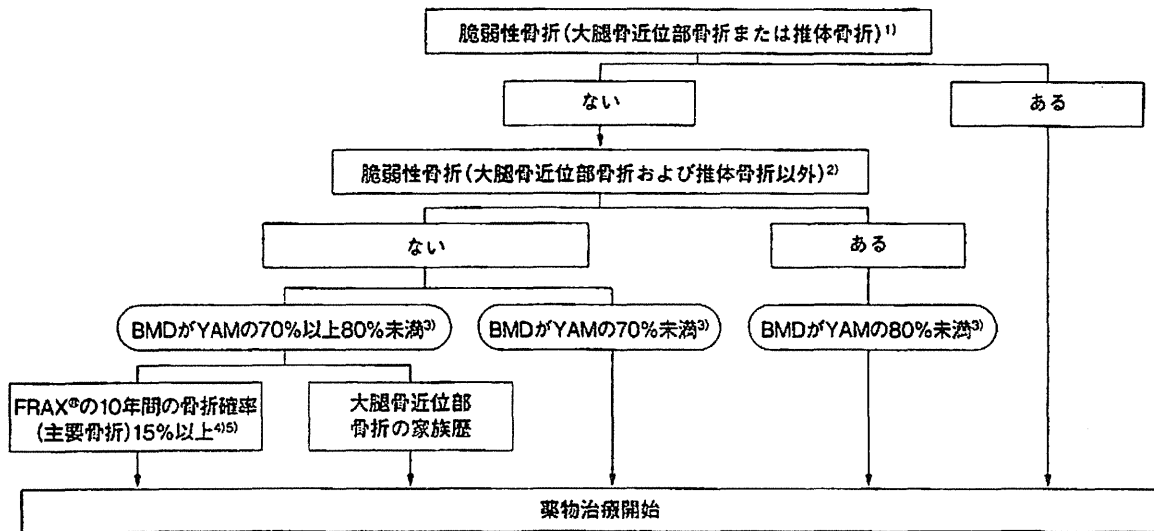 脆弱性骨折(大腿骨近位部骨折または推体骨折)1)
ない
ある
脆弱性骨折(大腿骨近位部骨折および推体骨折以外)2)
ない
ある
BMDがYAMの70%以上80%未満3)
BMDがYAMの70%未満3)
BMDがYAMの80%未満3)
FRAX®の10年間の骨折確率
(主要骨折)15%以上4)5)
大腿骨近位部
骨折の家族歴
薬物治療開始